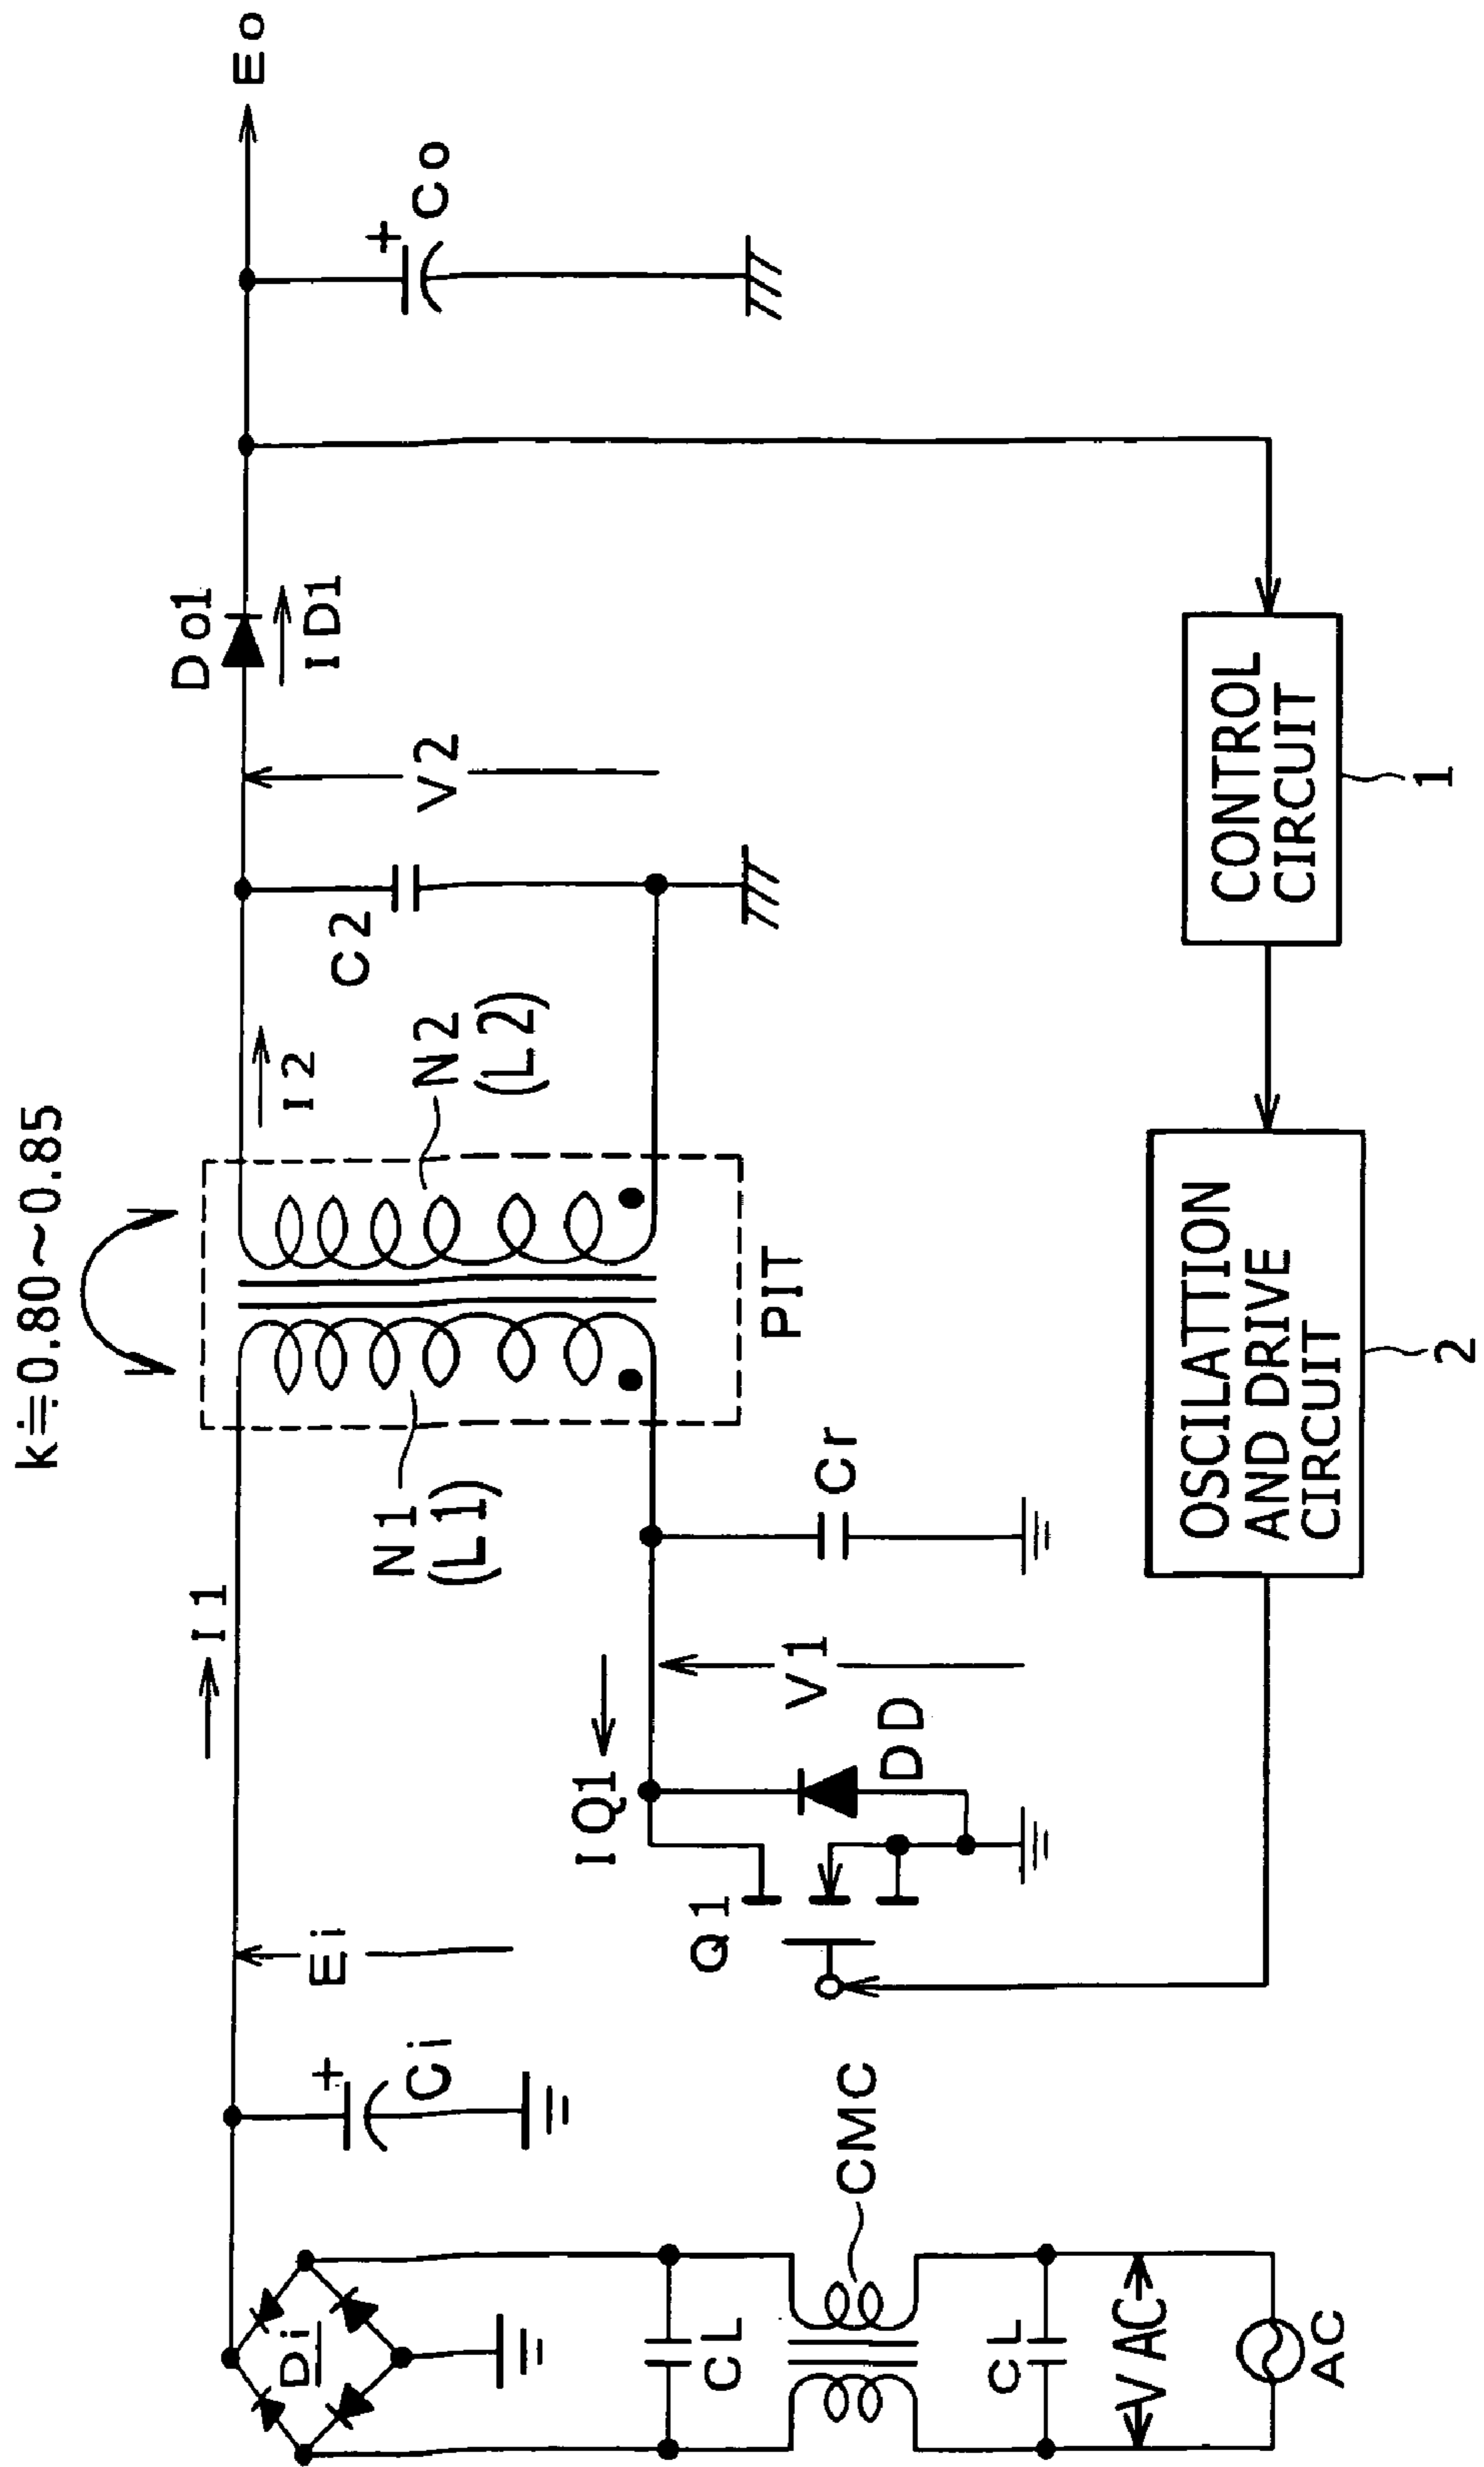 k≒0.80~0.85
I1
I2
Do1
ID1
Eo
N1
(L1)
N2
(L2)
C2
V2
+
Co
PIT
Di
+
Ci
Ei
IQ1
Q1
V1
DD
Cr
CL
CMC
CL
VAC
AC
OSCILATTION
AND DRIVE
CIRCUIT
2
CONTROL
CIRCUIT
1